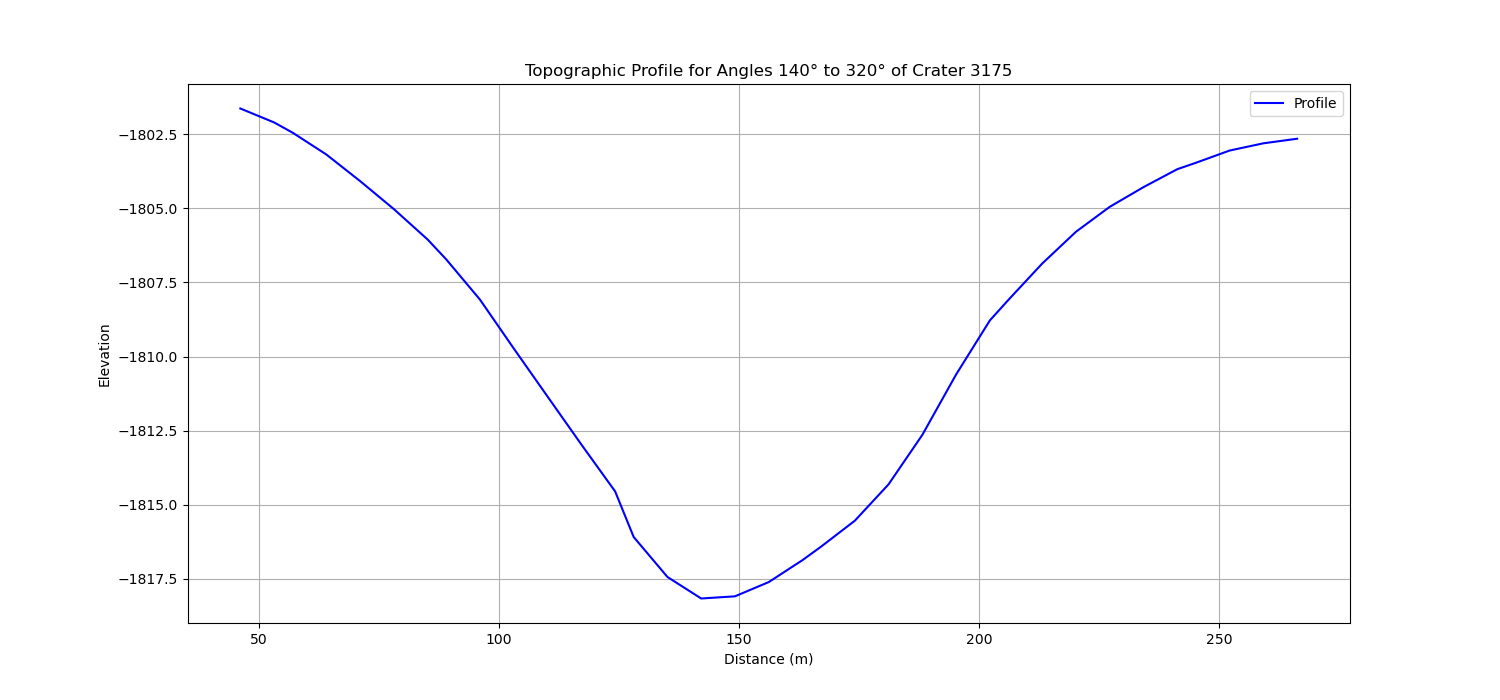 Topographic Profile for Angles 140° to 320° of Crater 3175
Profile
−1802.5
−1805.0
−1807.5
−1810.0
−1812.5
−1815.0
−1817.5
Elevation
50 100 150 200 250
Distance (m)